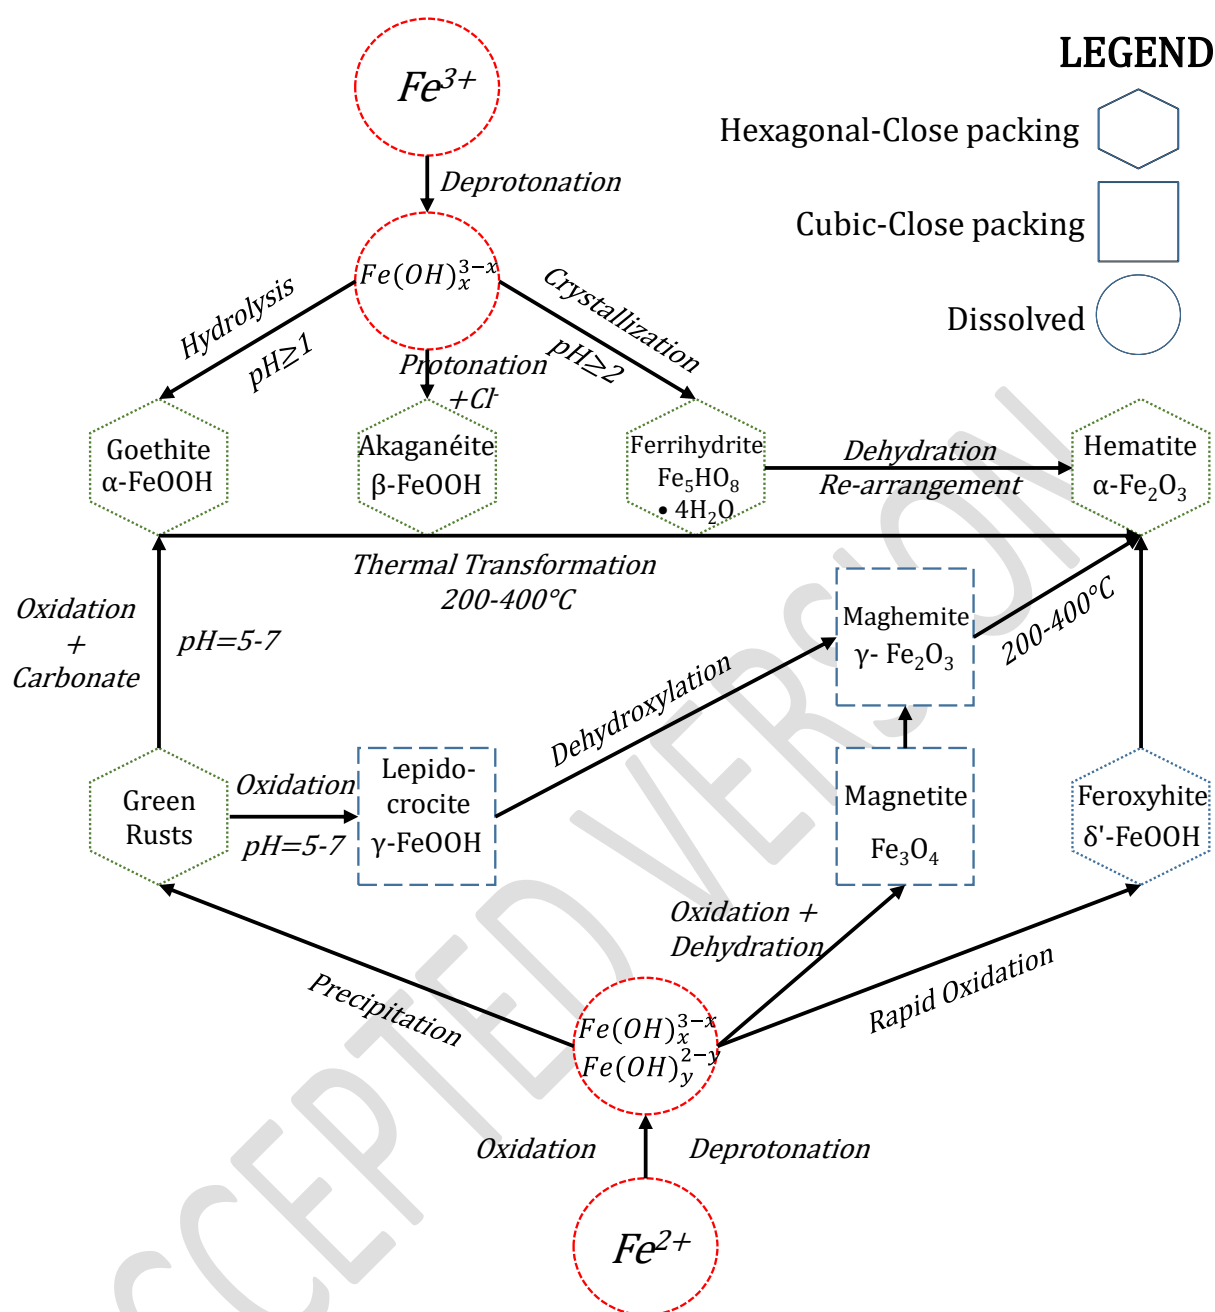 LEGEND
Hexagonal-Close packing
Cubic-Close packing
Dissolved
Fe³⁺
Deprotonation
Fe(OH)ₓ³⁻ˣ
Hydrolysis
pH≥1
Protonation
+Cl⁻
Crystallization
pH≥2
Goethite
α-FeOOH
Akaganéite
β-FeOOH
Ferrihydrite
Fe₅HO₈
• 4H₂O
Dehydration
Re-arrangement
Hematite
α-Fe₂O₃
Thermal Transformation
200-400°C
Oxidation
+
Carbonate
pH=5-7
Maghemite
γ- Fe₂O₃
200-400°C
Dehydroxylation
Green
Rusts
Oxidation
pH=5-7
Lepido-
crocite
γ-FeOOH
Magnetite
Fe₃O₄
Feroxyhite
δ'-FeOOH
Precipitation
Oxidation +
Dehydration
Rapid Oxidation
Fe(OH)ₓ³⁻ˣ
Fe(OH)ᵧ²⁻ʸ
Oxidation
Deprotonation
Fe²⁺
CCEPTED VERSION